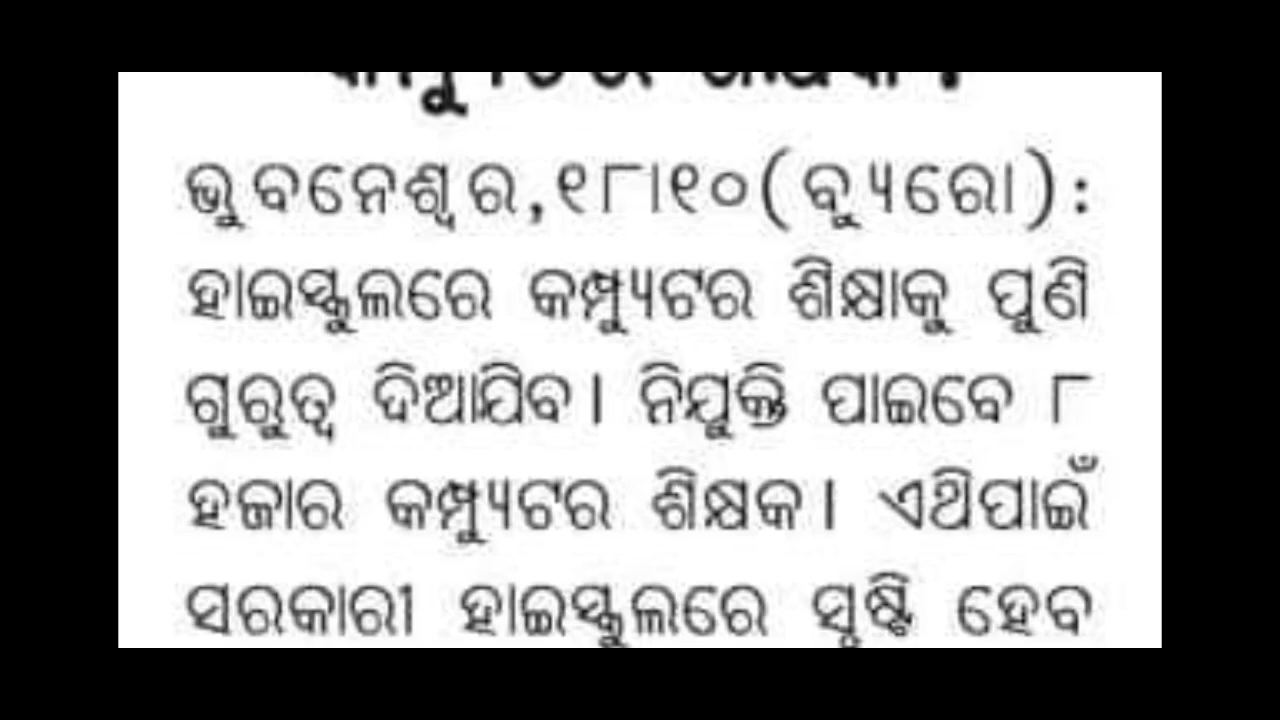 ଭୁବନେଶ୍ୱର,୧୮।୧୦(ବ୍ୟୁରୋ):
ହାଇସ୍କୁଲରେ କମ୍ପ୍ୟୁଟର ଶିକ୍ଷାକୁ ପୁଣି
ଗୁରୁତ୍ୱ ଦିଆଯିବ। ନିଯୁକ୍ତି ପାଇବେ ୮
ହଜାର କମ୍ପ୍ୟୁଟର ଶିକ୍ଷକ। ଏଥିପାଇଁ
ସରକାରୀ ହାଇସ୍କୁଲରେ ସୃଷ୍ଟି ହେବ